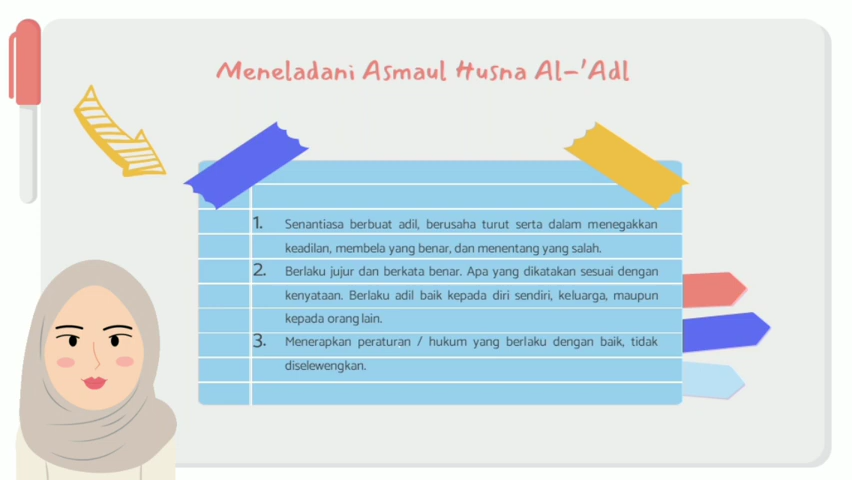 Meneladani Asmaul Husna Al-'Adl
1. Senantiasa berbuat adil, berusaha turut serta dalam menegakkan
keadilan, membela yang benar, dan menentang yang salah.
2. Berlaku jujur dan berkata benar. Apa yang dikatakan sesuai dengan
kenyataan. Berlaku adil baik kepada diri sendiri, keluarga, maupun
kepada orang lain.
3. Menerapkan peraturan / hukum yang berlaku dengan baik, tidak
diselewengkan.